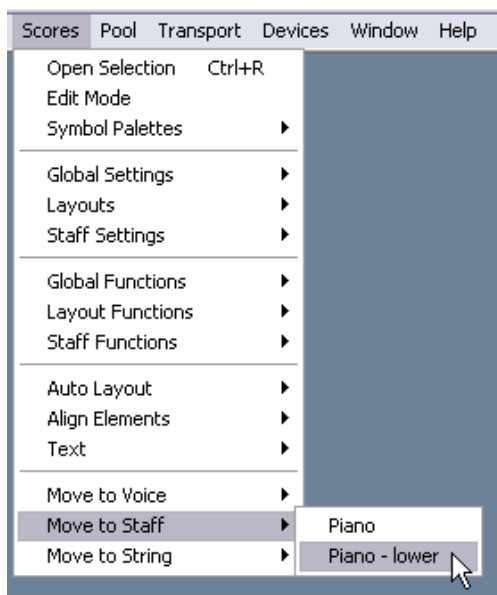 Scores Pool Transport Devices Window Help
Open Selection Ctrl+R
Edit Mode
Symbol Palettes
Global Settings
Layouts
Staff Settings
Global Functions
Layout Functions
Staff Functions
Auto Layout
Align Elements
Text
Move to Voice
Move to Staff Piano
Move to String Piano - lower